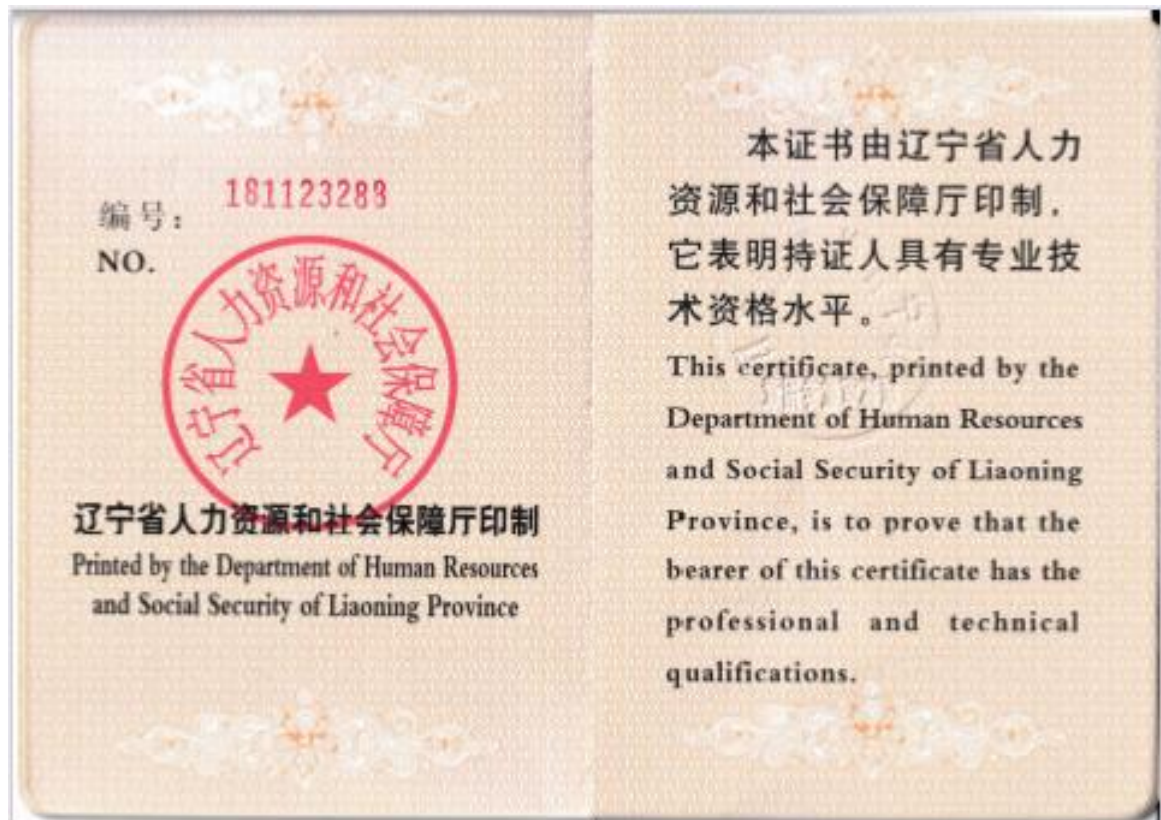 181123288
编号：
NO.
辽宁省人力资源和社会保障厅
辽宁省人力资源和社会保障厅印制
Printed by the Department of Human Resources
and Social Security of Liaoning Province
本证书由辽宁省人力
资源和社会保障厅印制，
它表明持证人具有专业技
术资格水平。
This certificate, printed by the
Department of Human Resources
and Social Security of Liaoning
Province, is to prove that the
bearer of this certificate has the
professional and technical
qualifications.